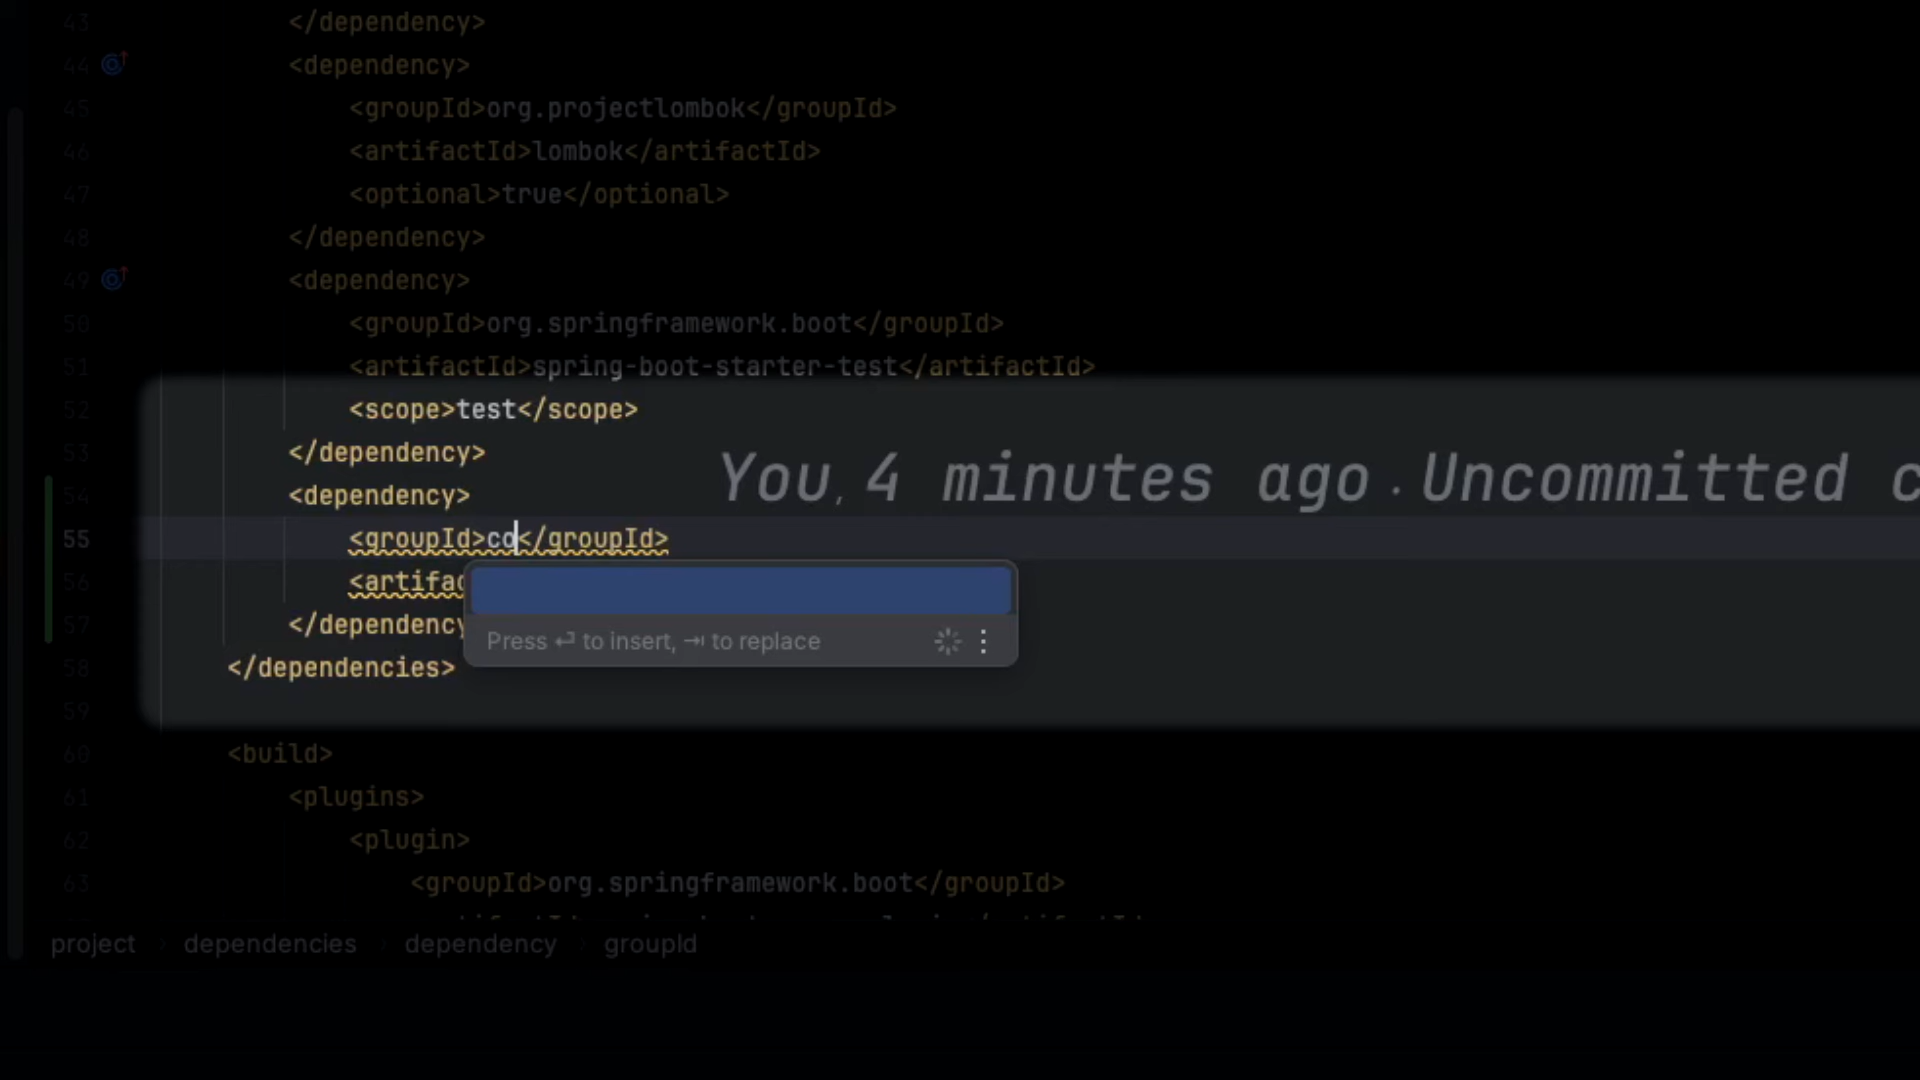 43 </dependency>
44 <dependency>
45 <groupId>org.projectlombok</groupId>
46 <artifactId>lombok</artifactId>
47 <optional>true</optional>
48 </dependency>
49 <dependency>
50 <groupId>org.springframework.boot</groupId>
51 <artifactId>spring-boot-starter-test</artifactId>
52 <scope>test</scope>
53 </dependency>
54 <dependency> You, 4 minutes ago · Uncommitted c
55 <groupId>co</groupId>
56 <artifac
57 </dependency
Press ⏎ to insert, ⇥ to replace
58 </dependencies>
59
60 <build>
61 <plugins>
62 <plugin>
63 <groupId>org.springframework.boot</groupId>
project dependencies dependency groupId